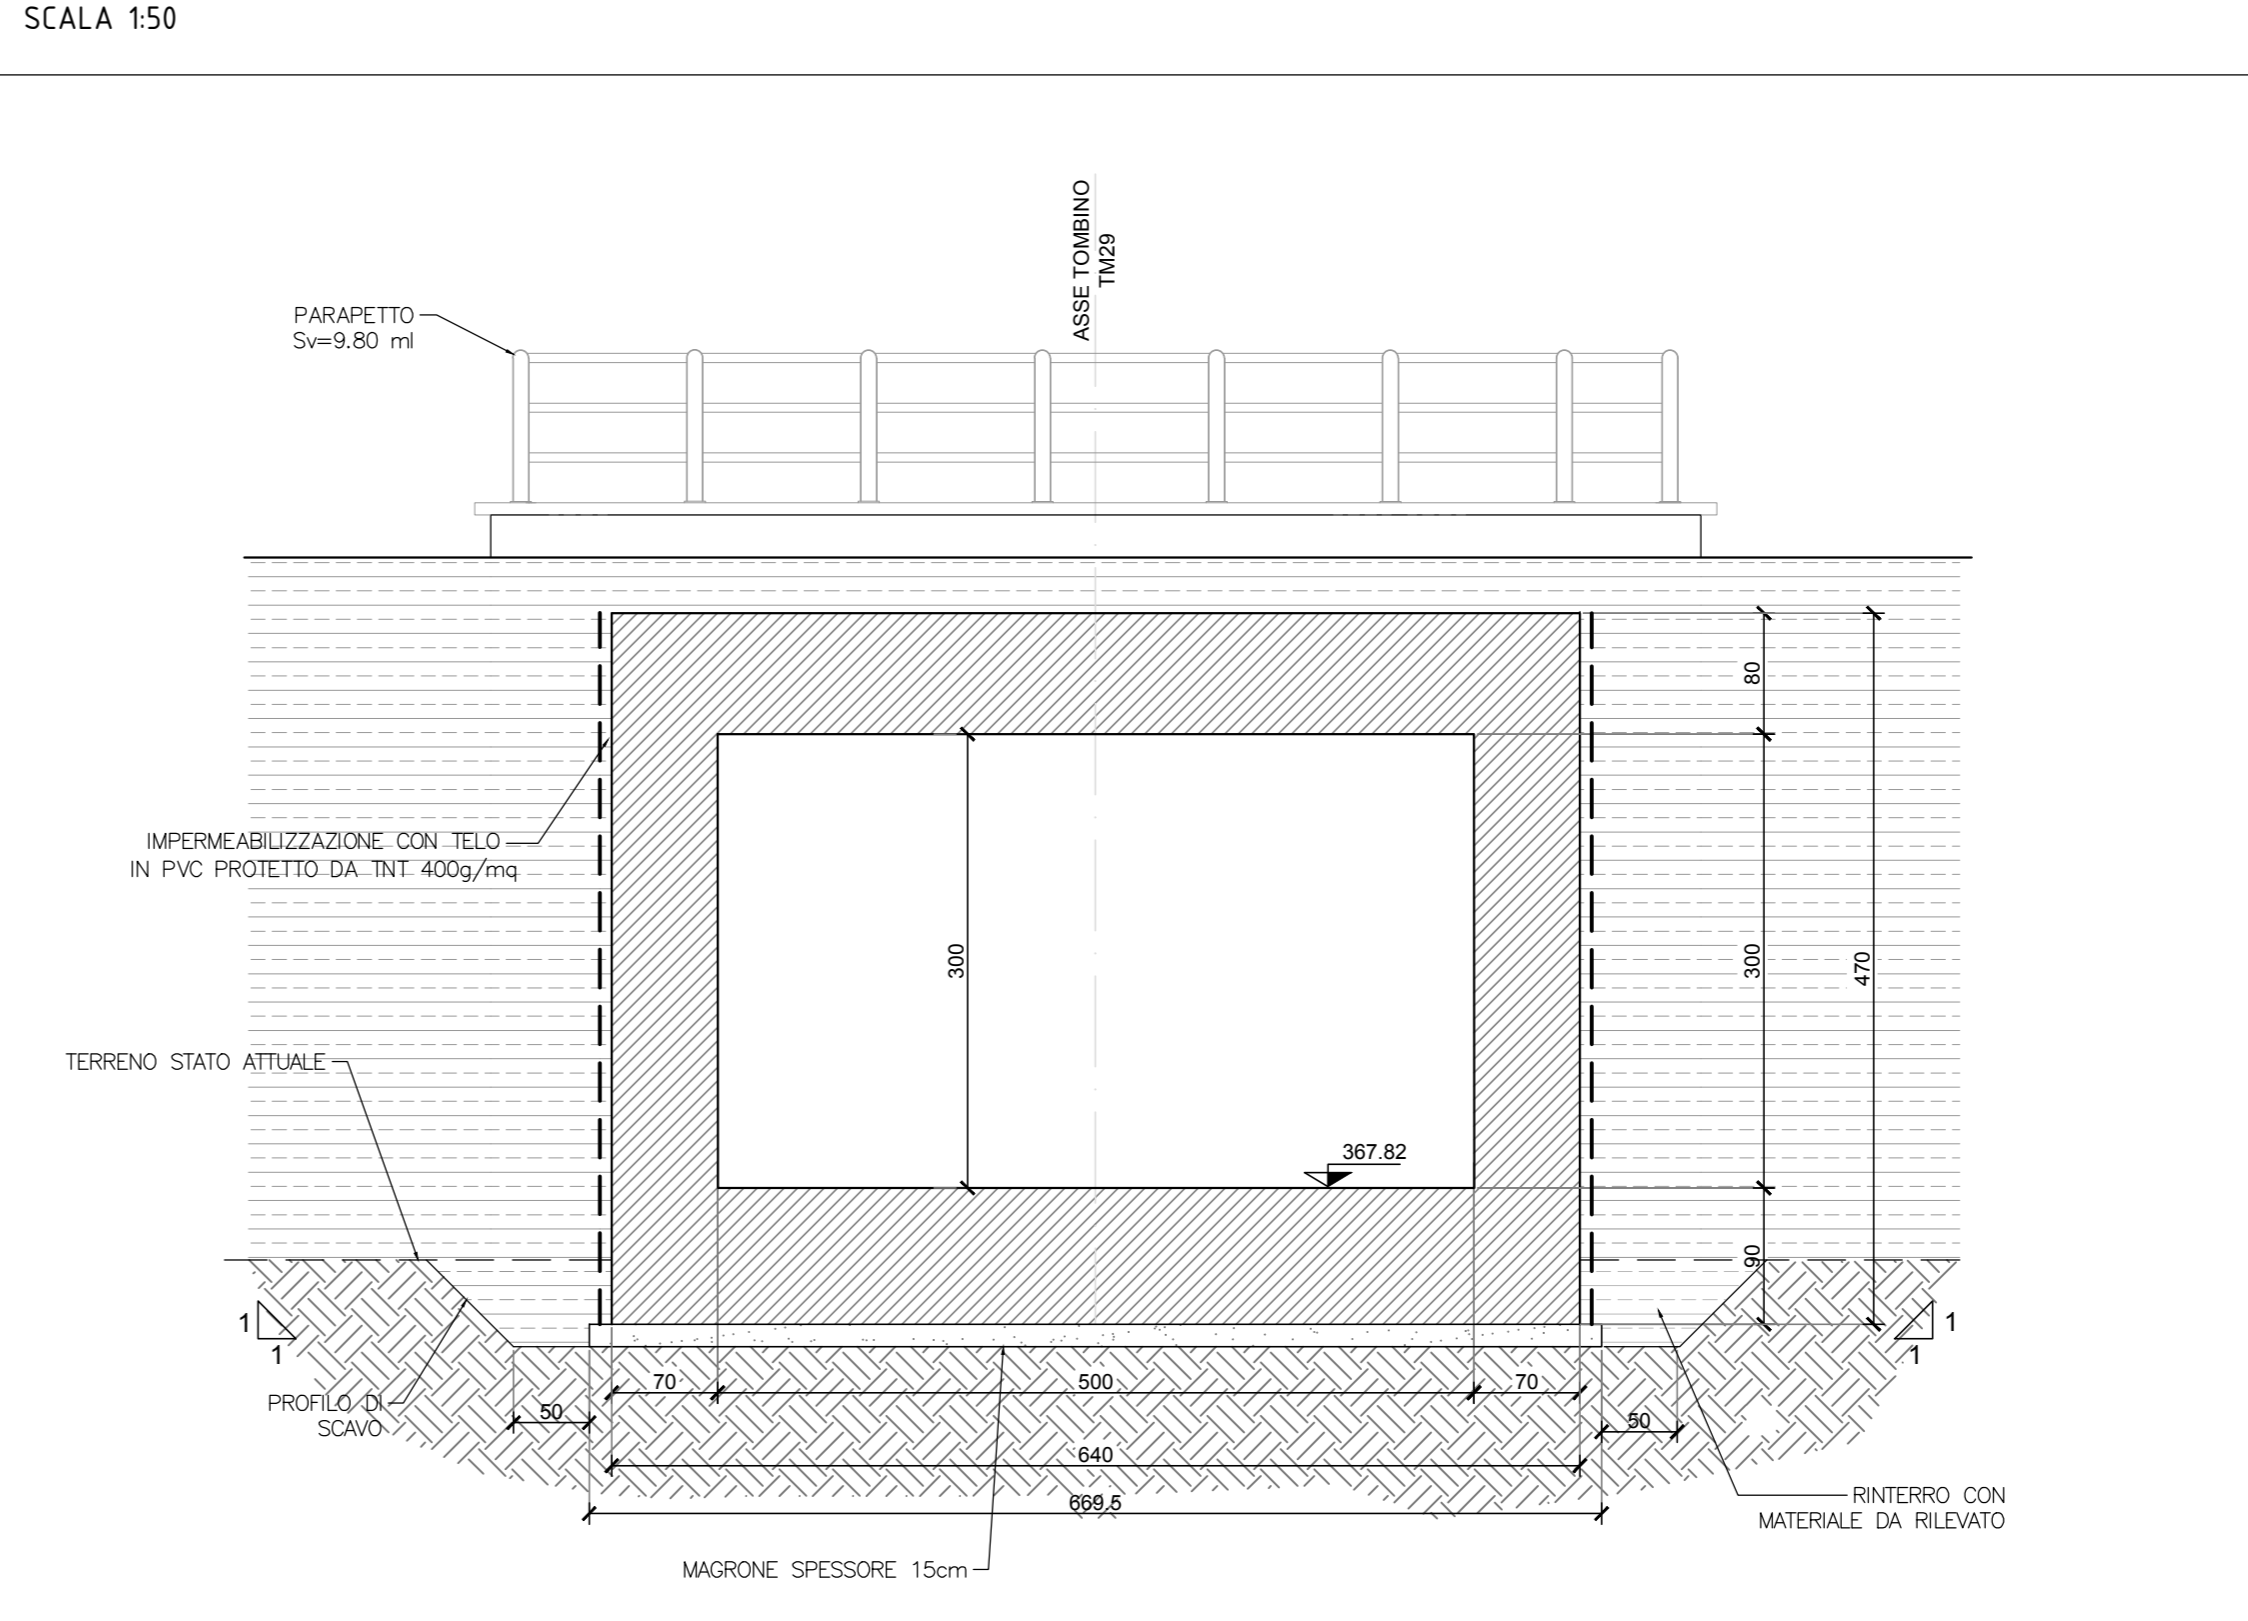 SCALA 1:50
ASSE TOMBINO
TM29
PARAPETTO
Sv=9.80 ml
80
IMPERMEABILIZZAZIONE CON TELO
IN PVC PROTETTO DA TNT 400g/mq
300
300
470
TERRENO STATO ATTUALE
367.82
90
1
1
1
1
70
500
70
PROFILO DI
SCAVO
50
50
640
669.5
RINTERRO CON
MATERIALE DA RILEVATO
MAGRONE SPESSORE 15cm